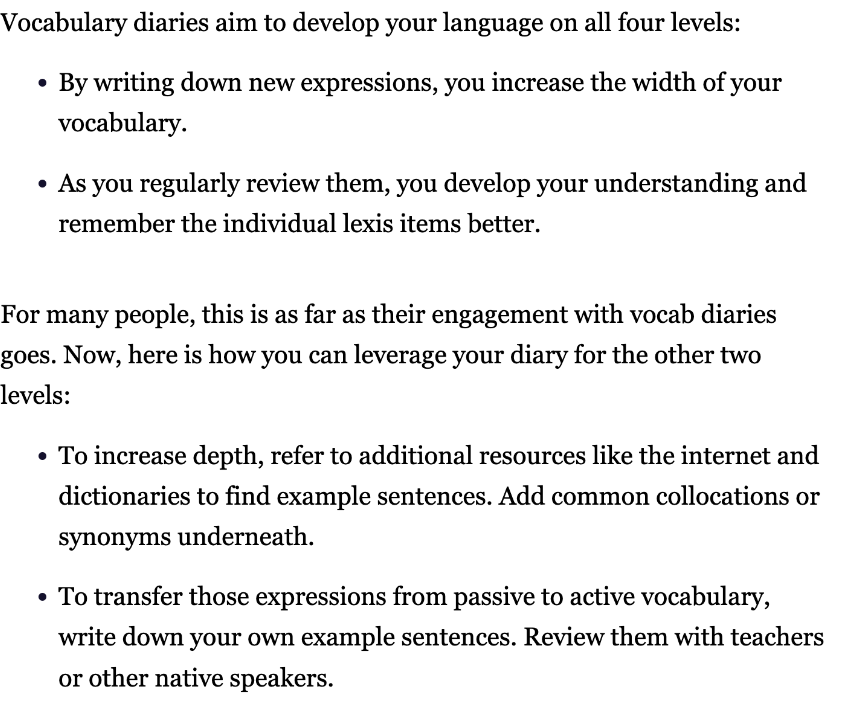 Vocabulary diaries aim to develop your language on all four levels:
• By writing down new expressions, you increase the width of your
vocabulary.
• As you regularly review them, you develop your understanding and
remember the individual lexis items better.
For many people, this is as far as their engagement with vocab diaries
goes. Now, here is how you can leverage your diary for the other two
levels:
• To increase depth, refer to additional resources like the internet and
dictionaries to find example sentences. Add common collocations or
synonyms underneath.
• To transfer those expressions from passive to active vocabulary,
write down your own example sentences. Review them with teachers
or other native speakers.